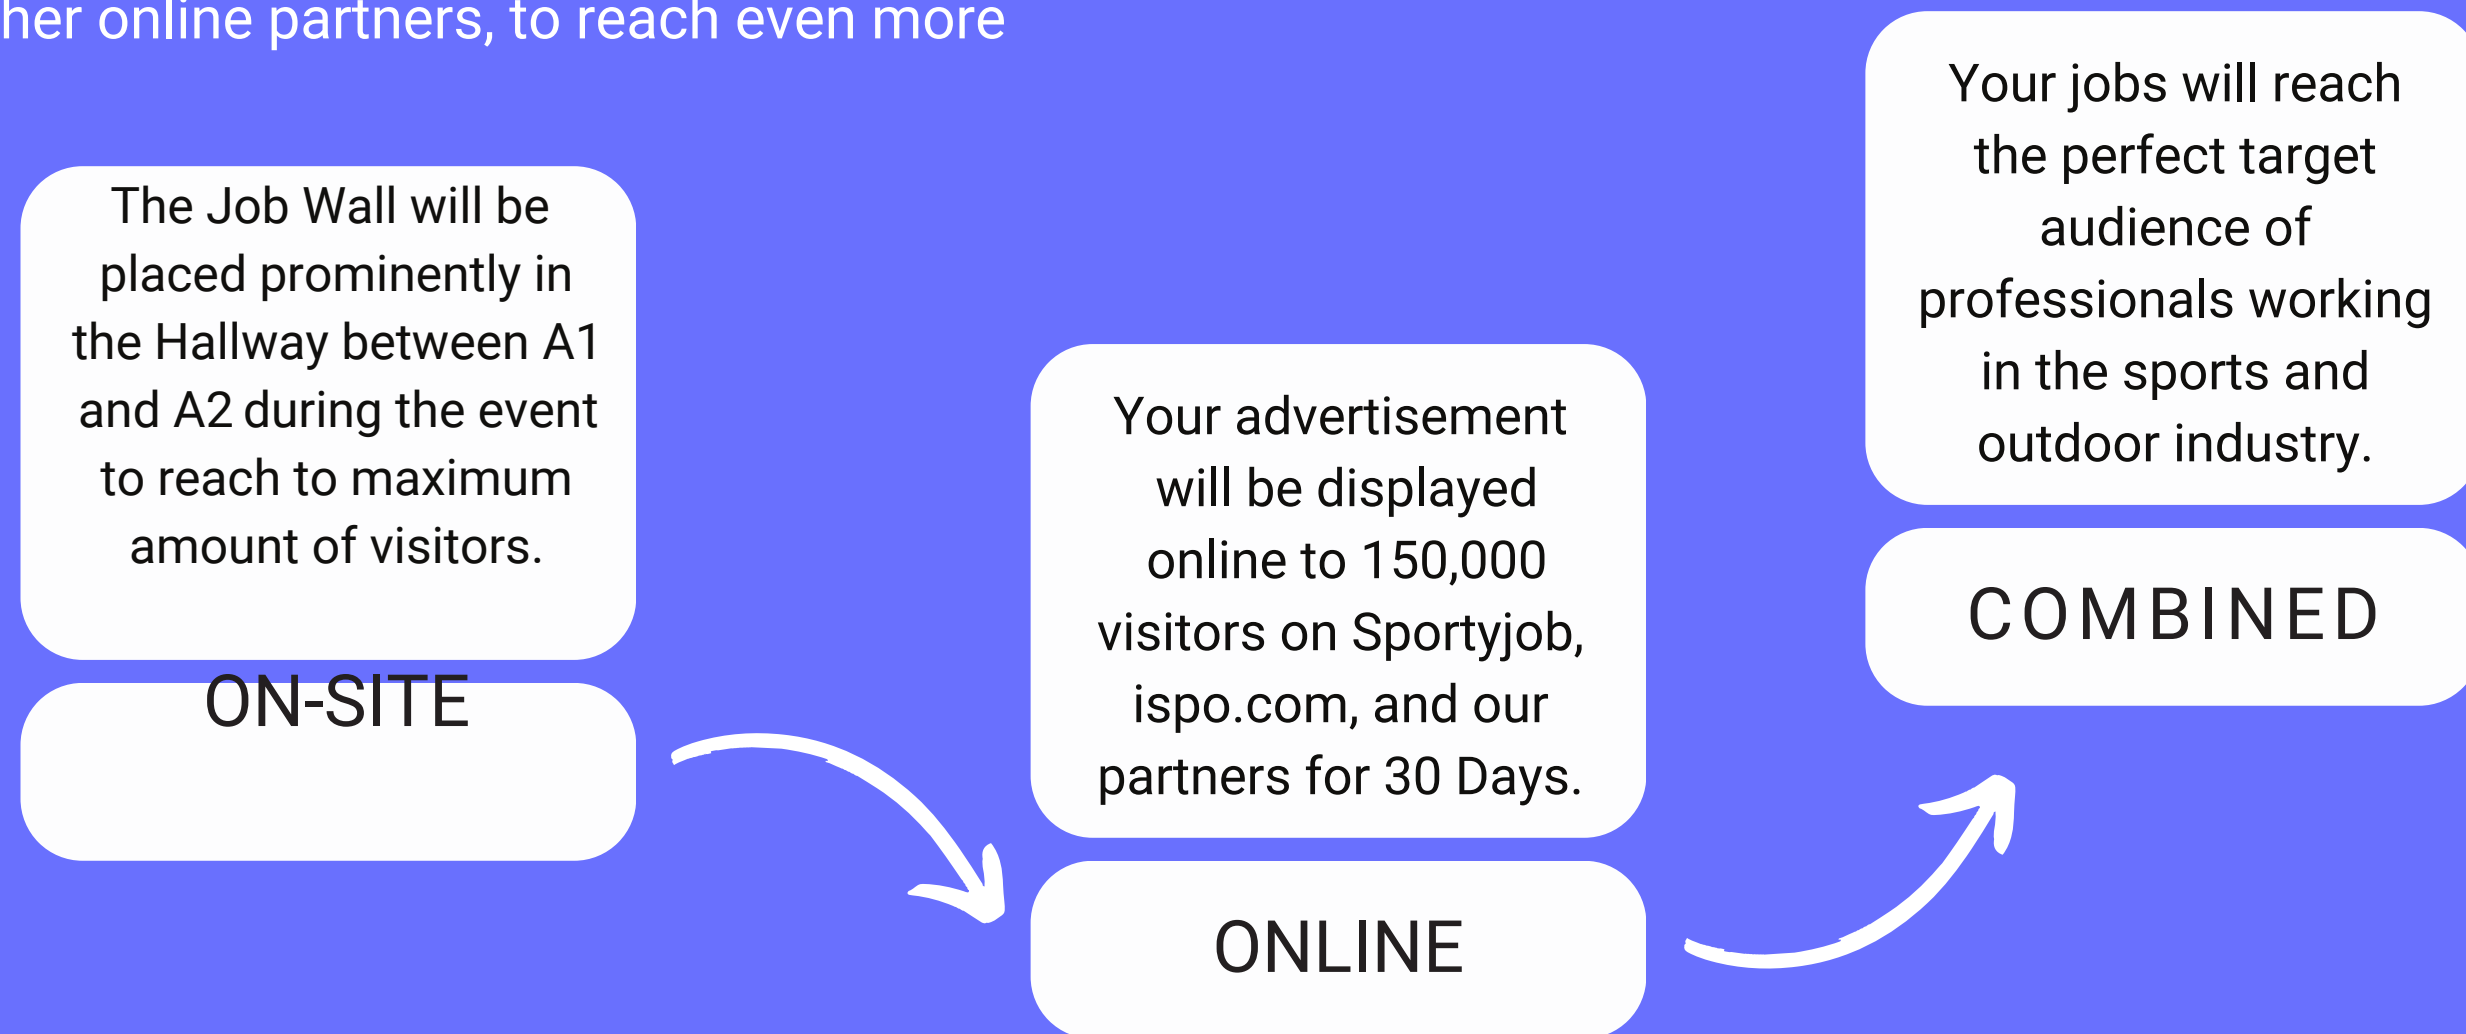 her online partners, to reach even more
The Job Wall will be
placed prominently in
the Hallway between A1
and A2 during the event
to reach to maximum
amount of visitors.
ON-SITE
Your advertisement
will be displayed
online to 150,000
visitors on Sportyjob,
ispo.com, and our
partners for 30 Days.
ONLINE
Your jobs will reach
the perfect target
audience of
professionals working
in the sports and
outdoor industry.
COMBINED